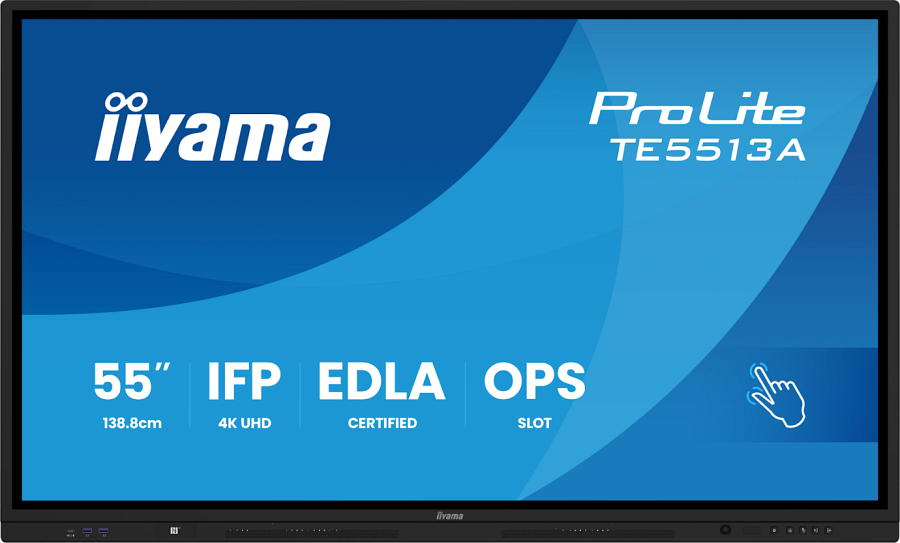 iiyama
ProLite
TE5513A
55″ IFP EDLA OPS
138.8cm 4K UHD CERTIFIED SLOT
iiyama